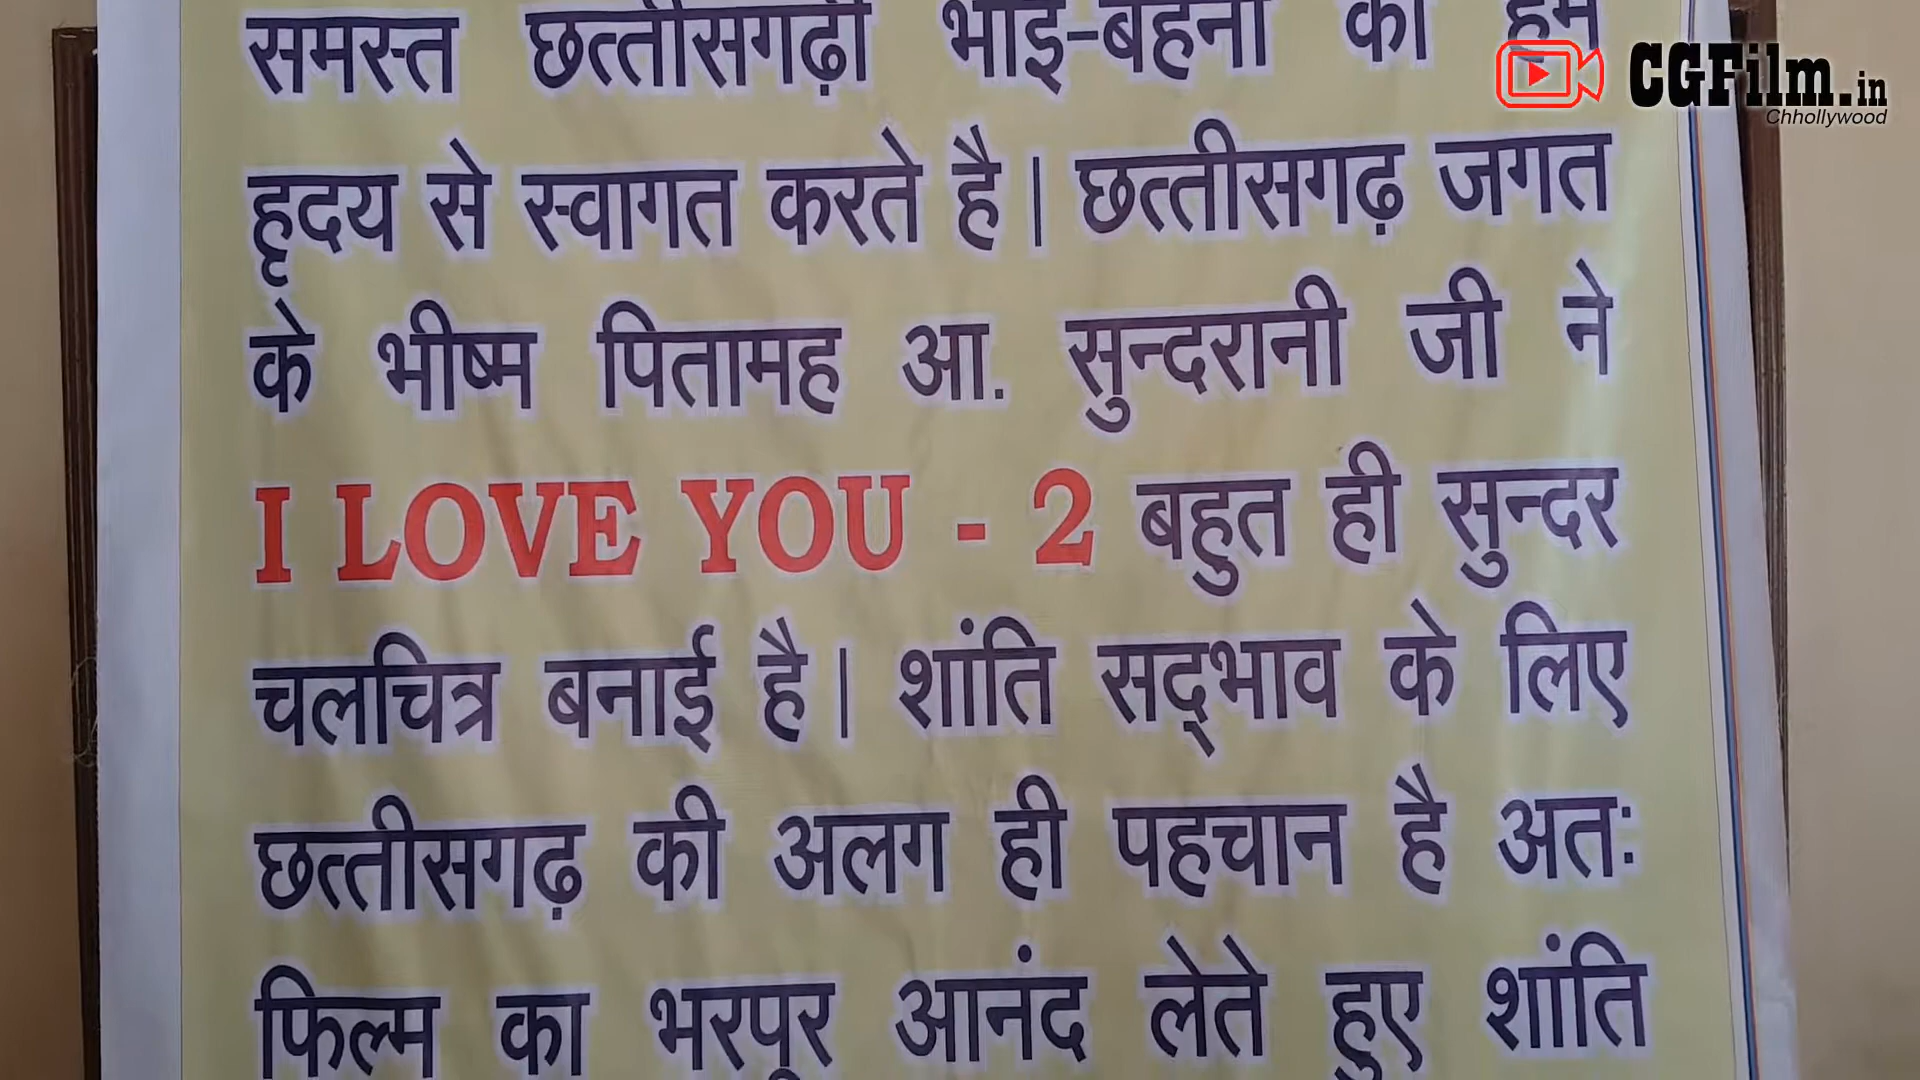 समस्त छत्तीसगढ़ी भाई-बहनों को हम
CGFilm.in
Chhollywood
हृदय से स्वागत करते है। छत्तीसगढ़ जगत
के भीष्म पितामह आ. सुन्दरानी जी ने
I LOVE YOU - 2 बहुत ही सुन्दर
चलचित्र बनाई है। शांति सद्‌भाव के लिए
छत्तीसगढ़ की अलग ही पहचान है अतः
फिल्म का भरपूर आनंद लेते हुए शांति